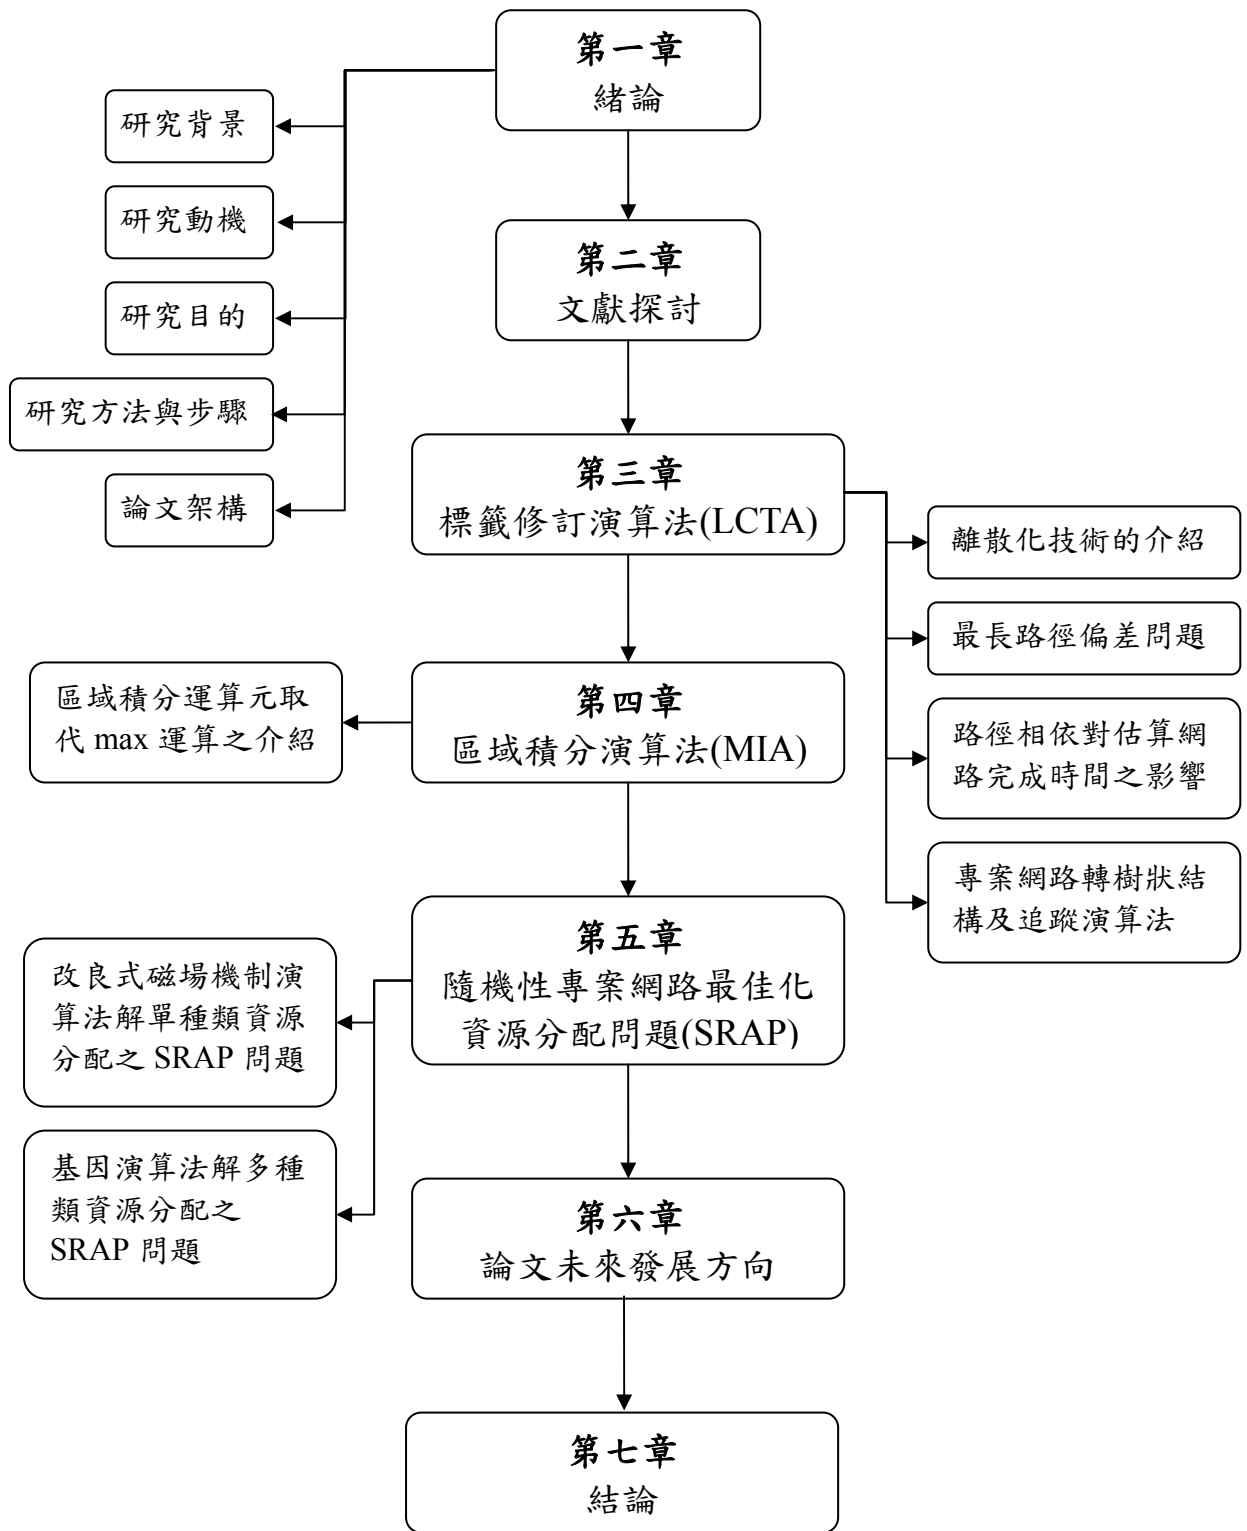 第一章
緒論
研究背景
研究動機
研究目的
研究方法與步驟
論文架構
第二章
文獻探討
第三章
標籤修訂演算法(LCTA)
離散化技術的介紹
最長路徑偏差問題
路徑相依對估算網
路完成時間之影響
專案網路轉樹狀結
構及追蹤演算法
第四章
區域積分演算法(MIA)
區域積分運算元取
代 max 運算之介紹
第五章
隨機性專案網路最佳化
資源分配問題(SRAP)
改良式磁場機制演
算法解單種類資源
分配之 SRAP 問題
基因演算法解多種
類資源分配之
SRAP 問題
第六章
論文未來發展方向
第七章
結論